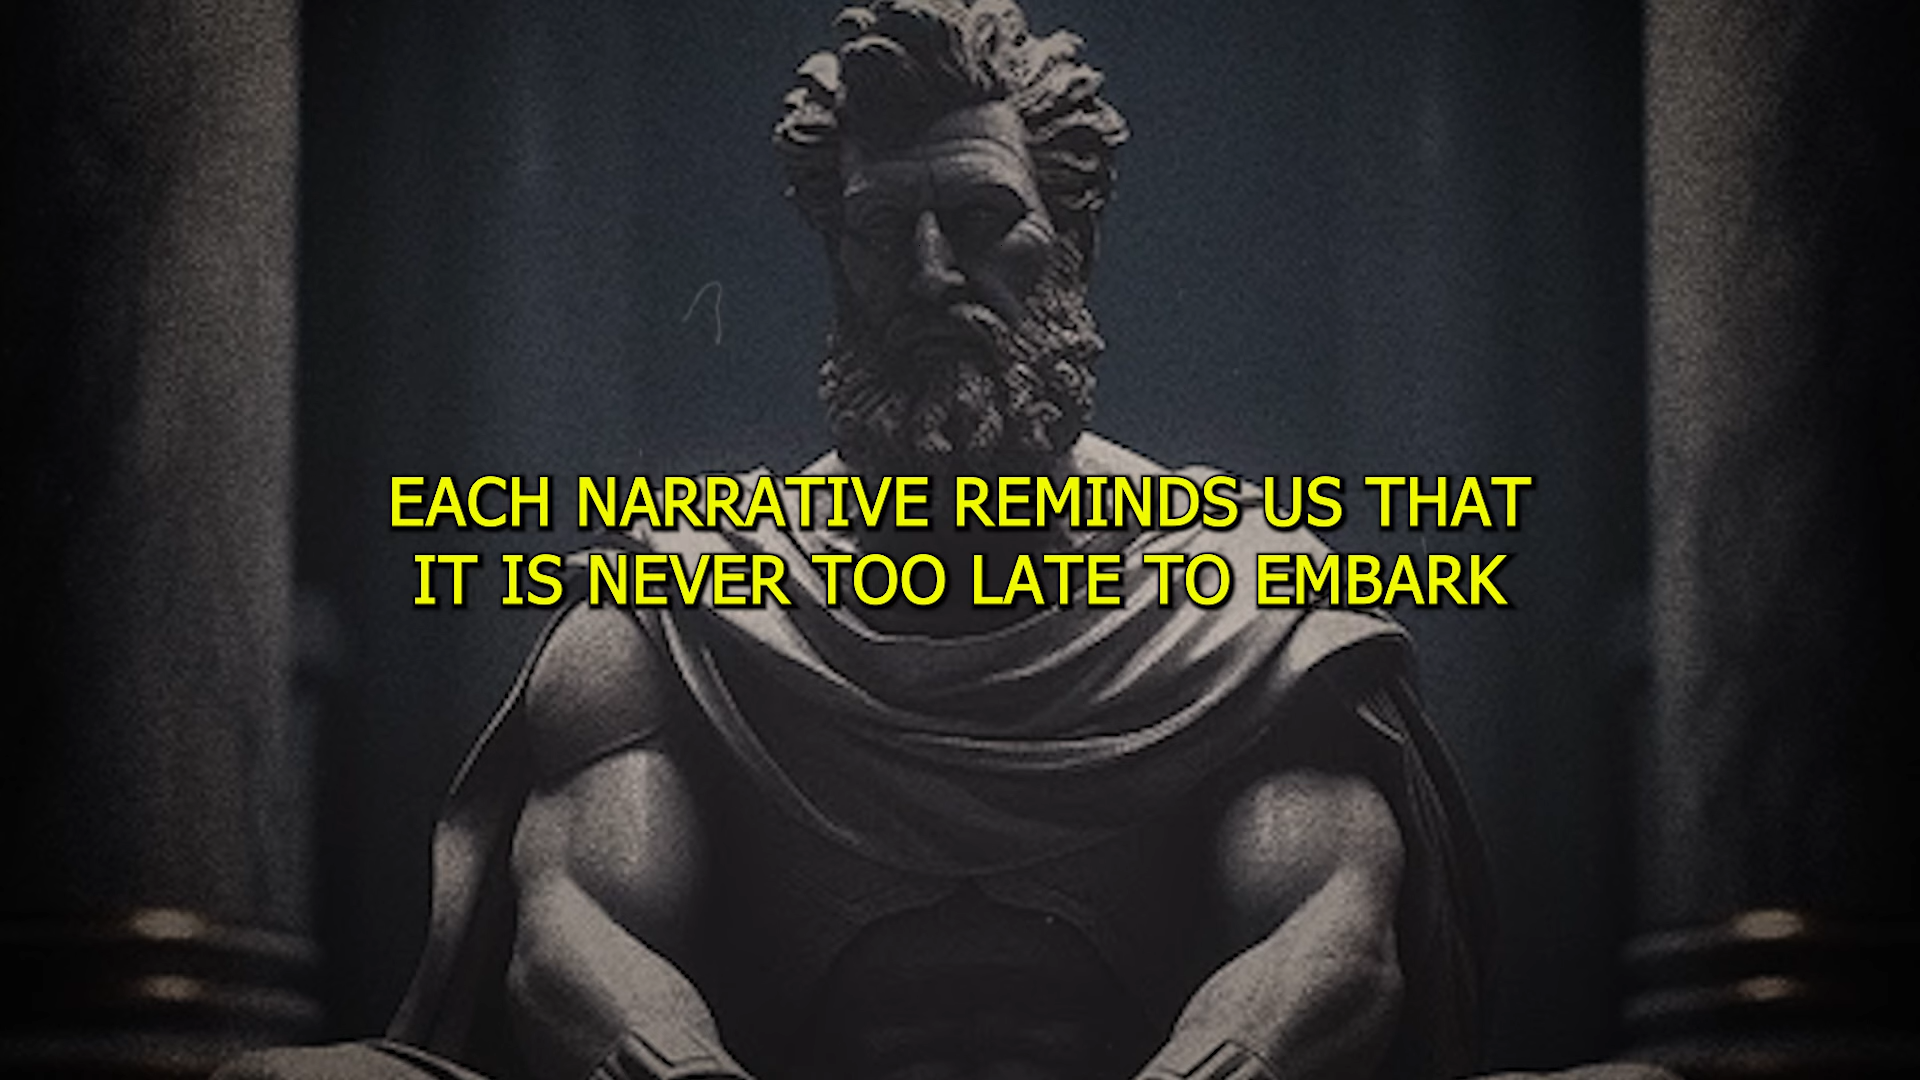 EACH NARRATIVE REMINDS US THAT
IT IS NEVER TOO LATE TO EMBARK